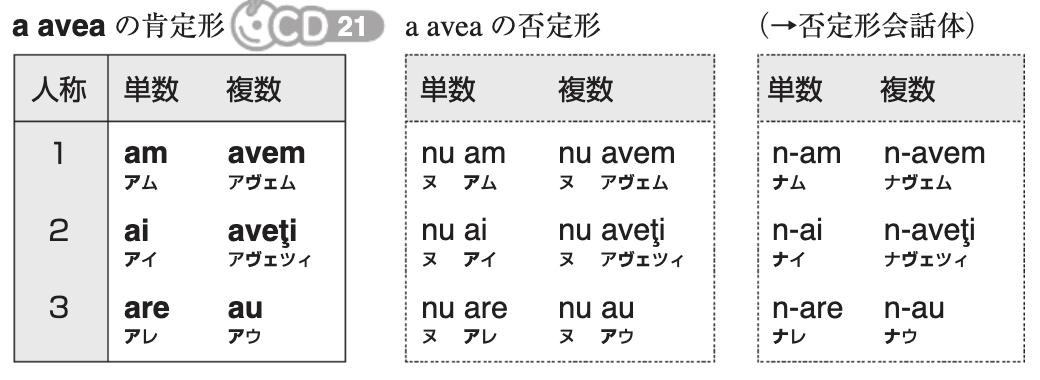 a avea の肯定形 CD 21 a avea の否定形 (→否定形会話体)
人称 単数 複数 単数 複数 単数 複数
1 am avem nu am nu avem n-am n-avem
アム アヴェム ヌ アム ヌ アヴェム ナム ナヴェム
2 ai aveţi nu ai nu aveţi n-ai n-aveţi
アイ アヴェツィ ヌ アイ ヌ アヴェツィ ナイ ナヴェツィ
3 are au nu are nu au n-are n-au
アレ アウ ヌ アレ ヌ アウ ナレ ナウ